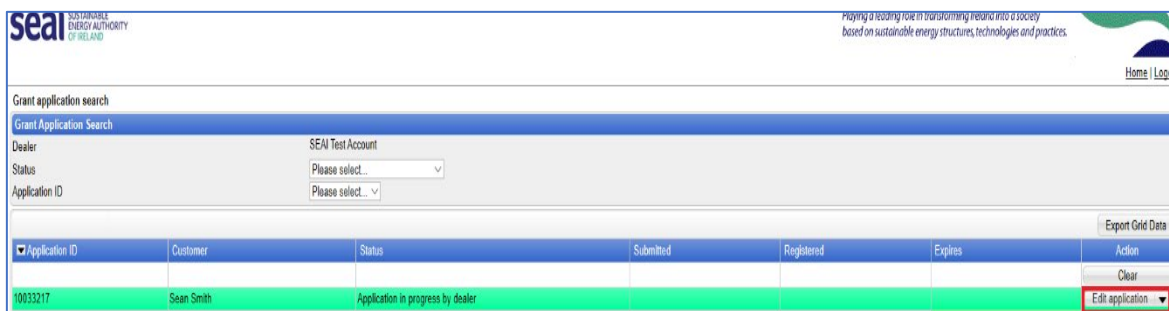 seai SUSTAINABLE
ENERGY AUTHORITY
OF IRELAND
Playing a leading role in transforming Ireland into a society
based on sustainable energy structures, technologies and practices.
Home | Log
Grant application search
Grant Application Search
Dealer SEAI Test Account
Status Please select...
Application ID Please select...
Export Grid Data
Application ID Customer Status Submitted Registered Expires Action
Clear
10033217 Sean Smith Application in progress by dealer Edit application